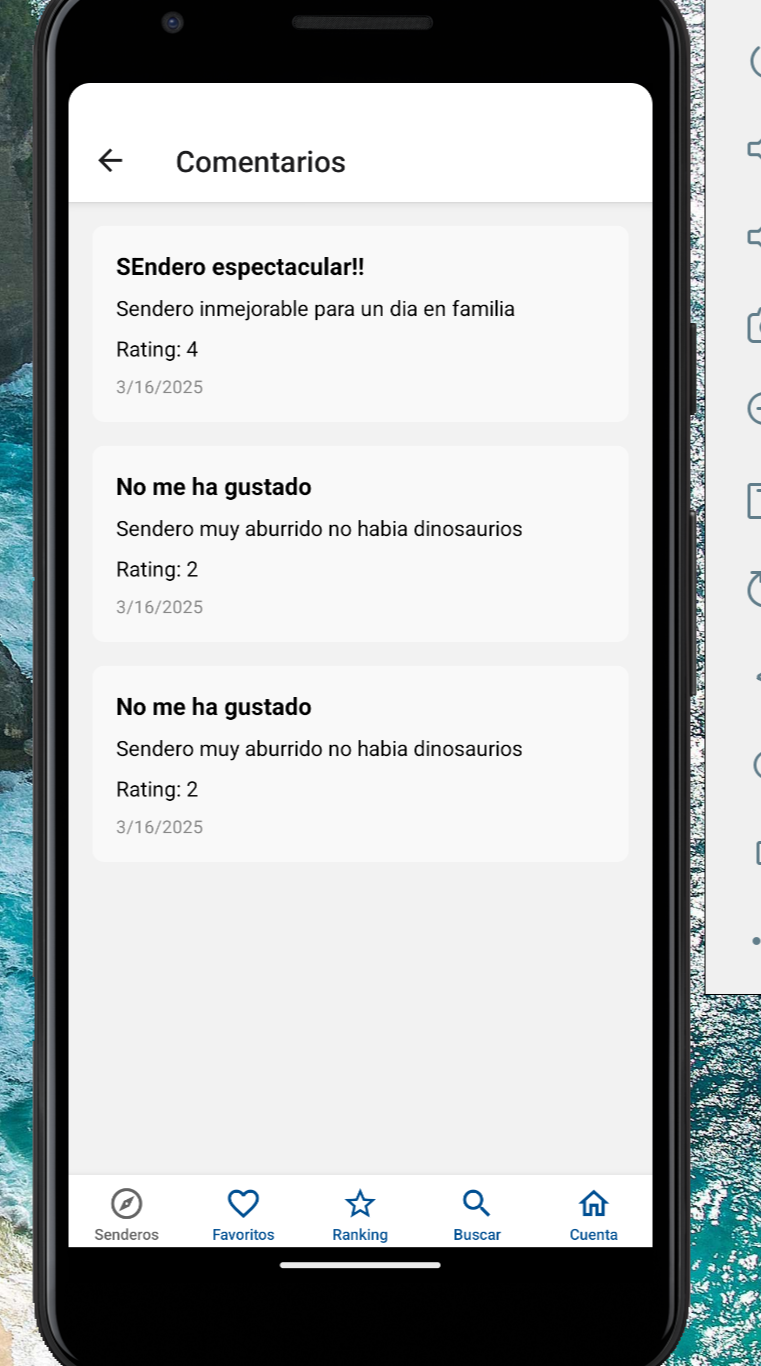 Comentarios
SEndero espectacular!!
Sendero inmejorable para un dia en familia
Rating: 4
3/16/2025
No me ha gustado
Sendero muy aburrido no habia dinosaurios
Rating: 2
3/16/2025
No me ha gustado
Sendero muy aburrido no habia dinosaurios
Rating: 2
3/16/2025
Senderos Favoritos Ranking Buscar Cuenta